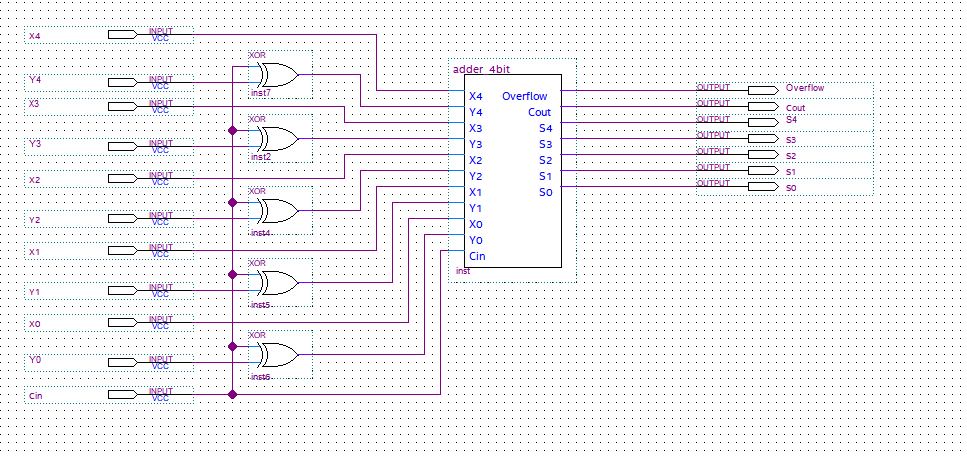 X4 INPUT VCC
XOR
Y4 INPUT VCC
inst7
X3 INPUT VCC
XOR
Y3 INPUT VCC
inst2
X2 INPUT VCC
XOR
Y2 INPUT VCC
inst4
X1 INPUT VCC
XOR
Y1 INPUT VCC
inst5
X0 INPUT VCC
XOR
Y0 INPUT VCC
inst6
Cin INPUT VCC
adder_4bit
X4 Overflow
Y4 Cout
X3 S4
Y3 S3
X2 S2
Y2 S1
X1 S0
Y1
X0
Y0
Cin
inst
OUTPUT Overflow
OUTPUT Cout
OUTPUT S4
OUTPUT S3
OUTPUT S2
OUTPUT S1
OUTPUT S0